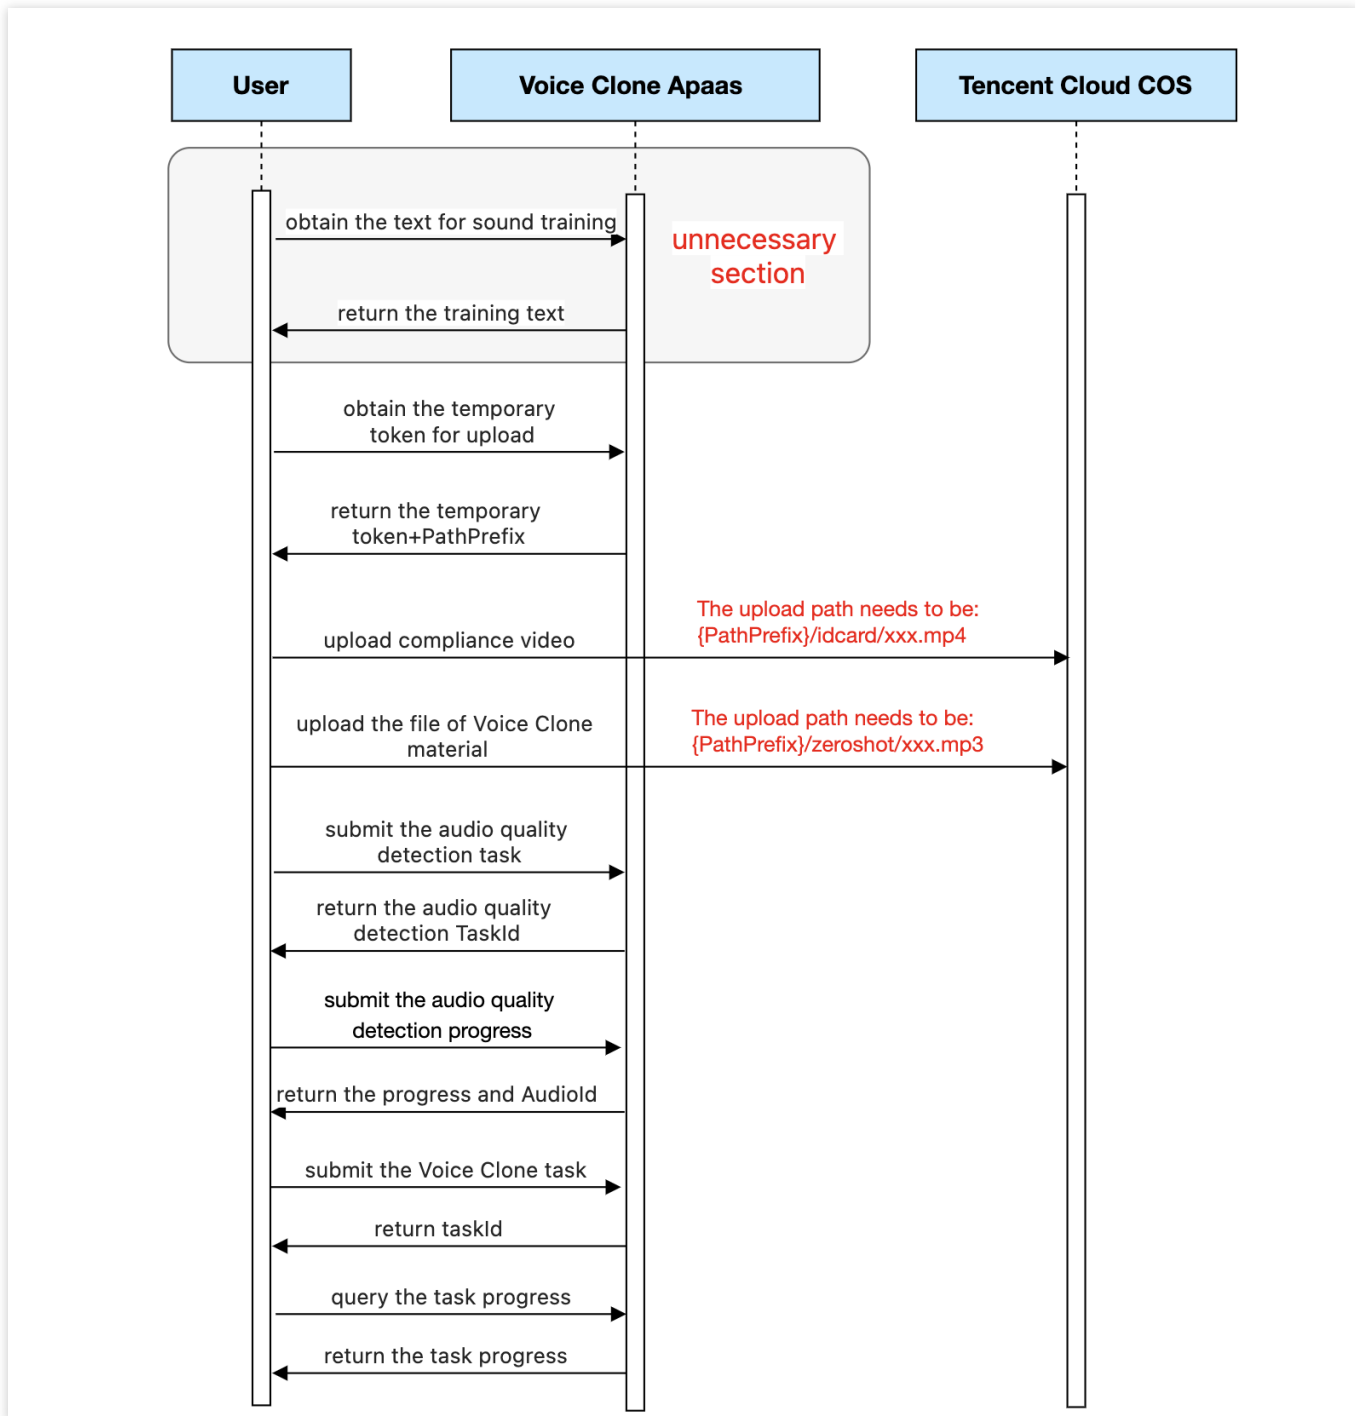 User
Voice Clone Apaas
Tencent Cloud COS
obtain the text for sound training
unnecessary
section
return the training text
obtain the temporary
token for upload
return the temporary
token+PathPrefix
upload compliance video
The upload path needs to be:
{PathPrefix}/idcard/xxx.mp4
upload the file of Voice Clone
material
The upload path needs to be:
{PathPrefix}/zeroshot/xxx.mp3
submit the audio quality
detection task
return the audio quality
detection TaskId
submit the audio quality
detection progress
return the progress and AudioId
submit the Voice Clone task
return taskId
query the task progress
return the task progress